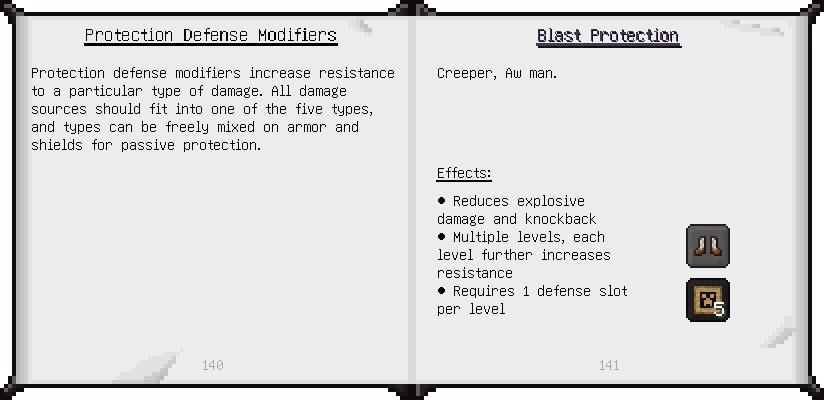 Protection Defense Modifiers
Protection defense modifiers increase resistance
to a particular type of damage. All damage
sources should fit into one of the five types,
and types can be freely mixed on armor and
shields for passive protection.
140
Blast Protection
Creeper, Aw man.
Effects:
• Reduces explosive
damage and knockback
• Multiple levels, each
level further increases
resistance
• Requires 1 defense slot
per level
5
141